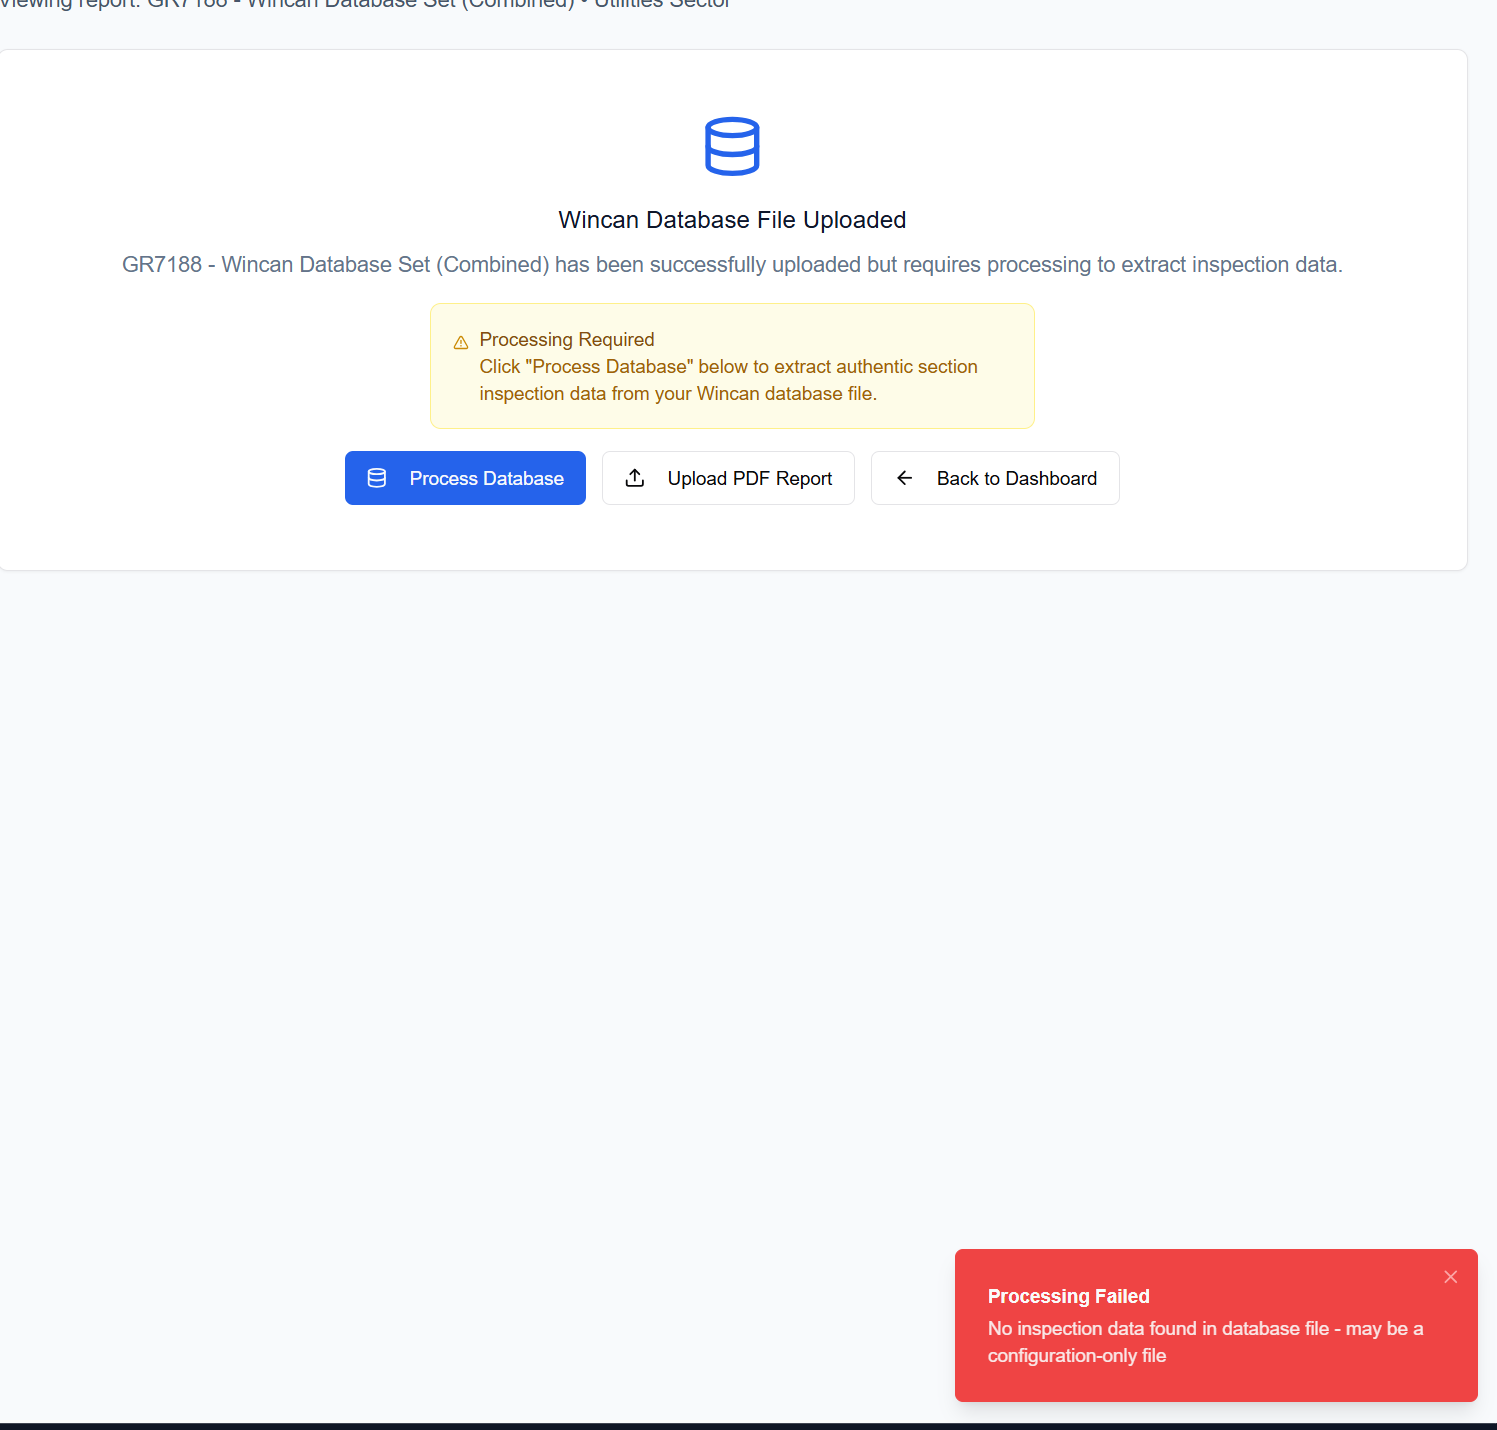 Viewing report: GR7188 - Wincan Database Set (Combined) • Utilities Sector
Wincan Database File Uploaded
GR7188 - Wincan Database Set (Combined) has been successfully uploaded but requires processing to extract inspection data.
Processing Required
Click "Process Database" below to extract authentic section
inspection data from your Wincan database file.
Process Database
Upload PDF Report
Back to Dashboard
Processing Failed
No inspection data found in database file - may be a
configuration-only file